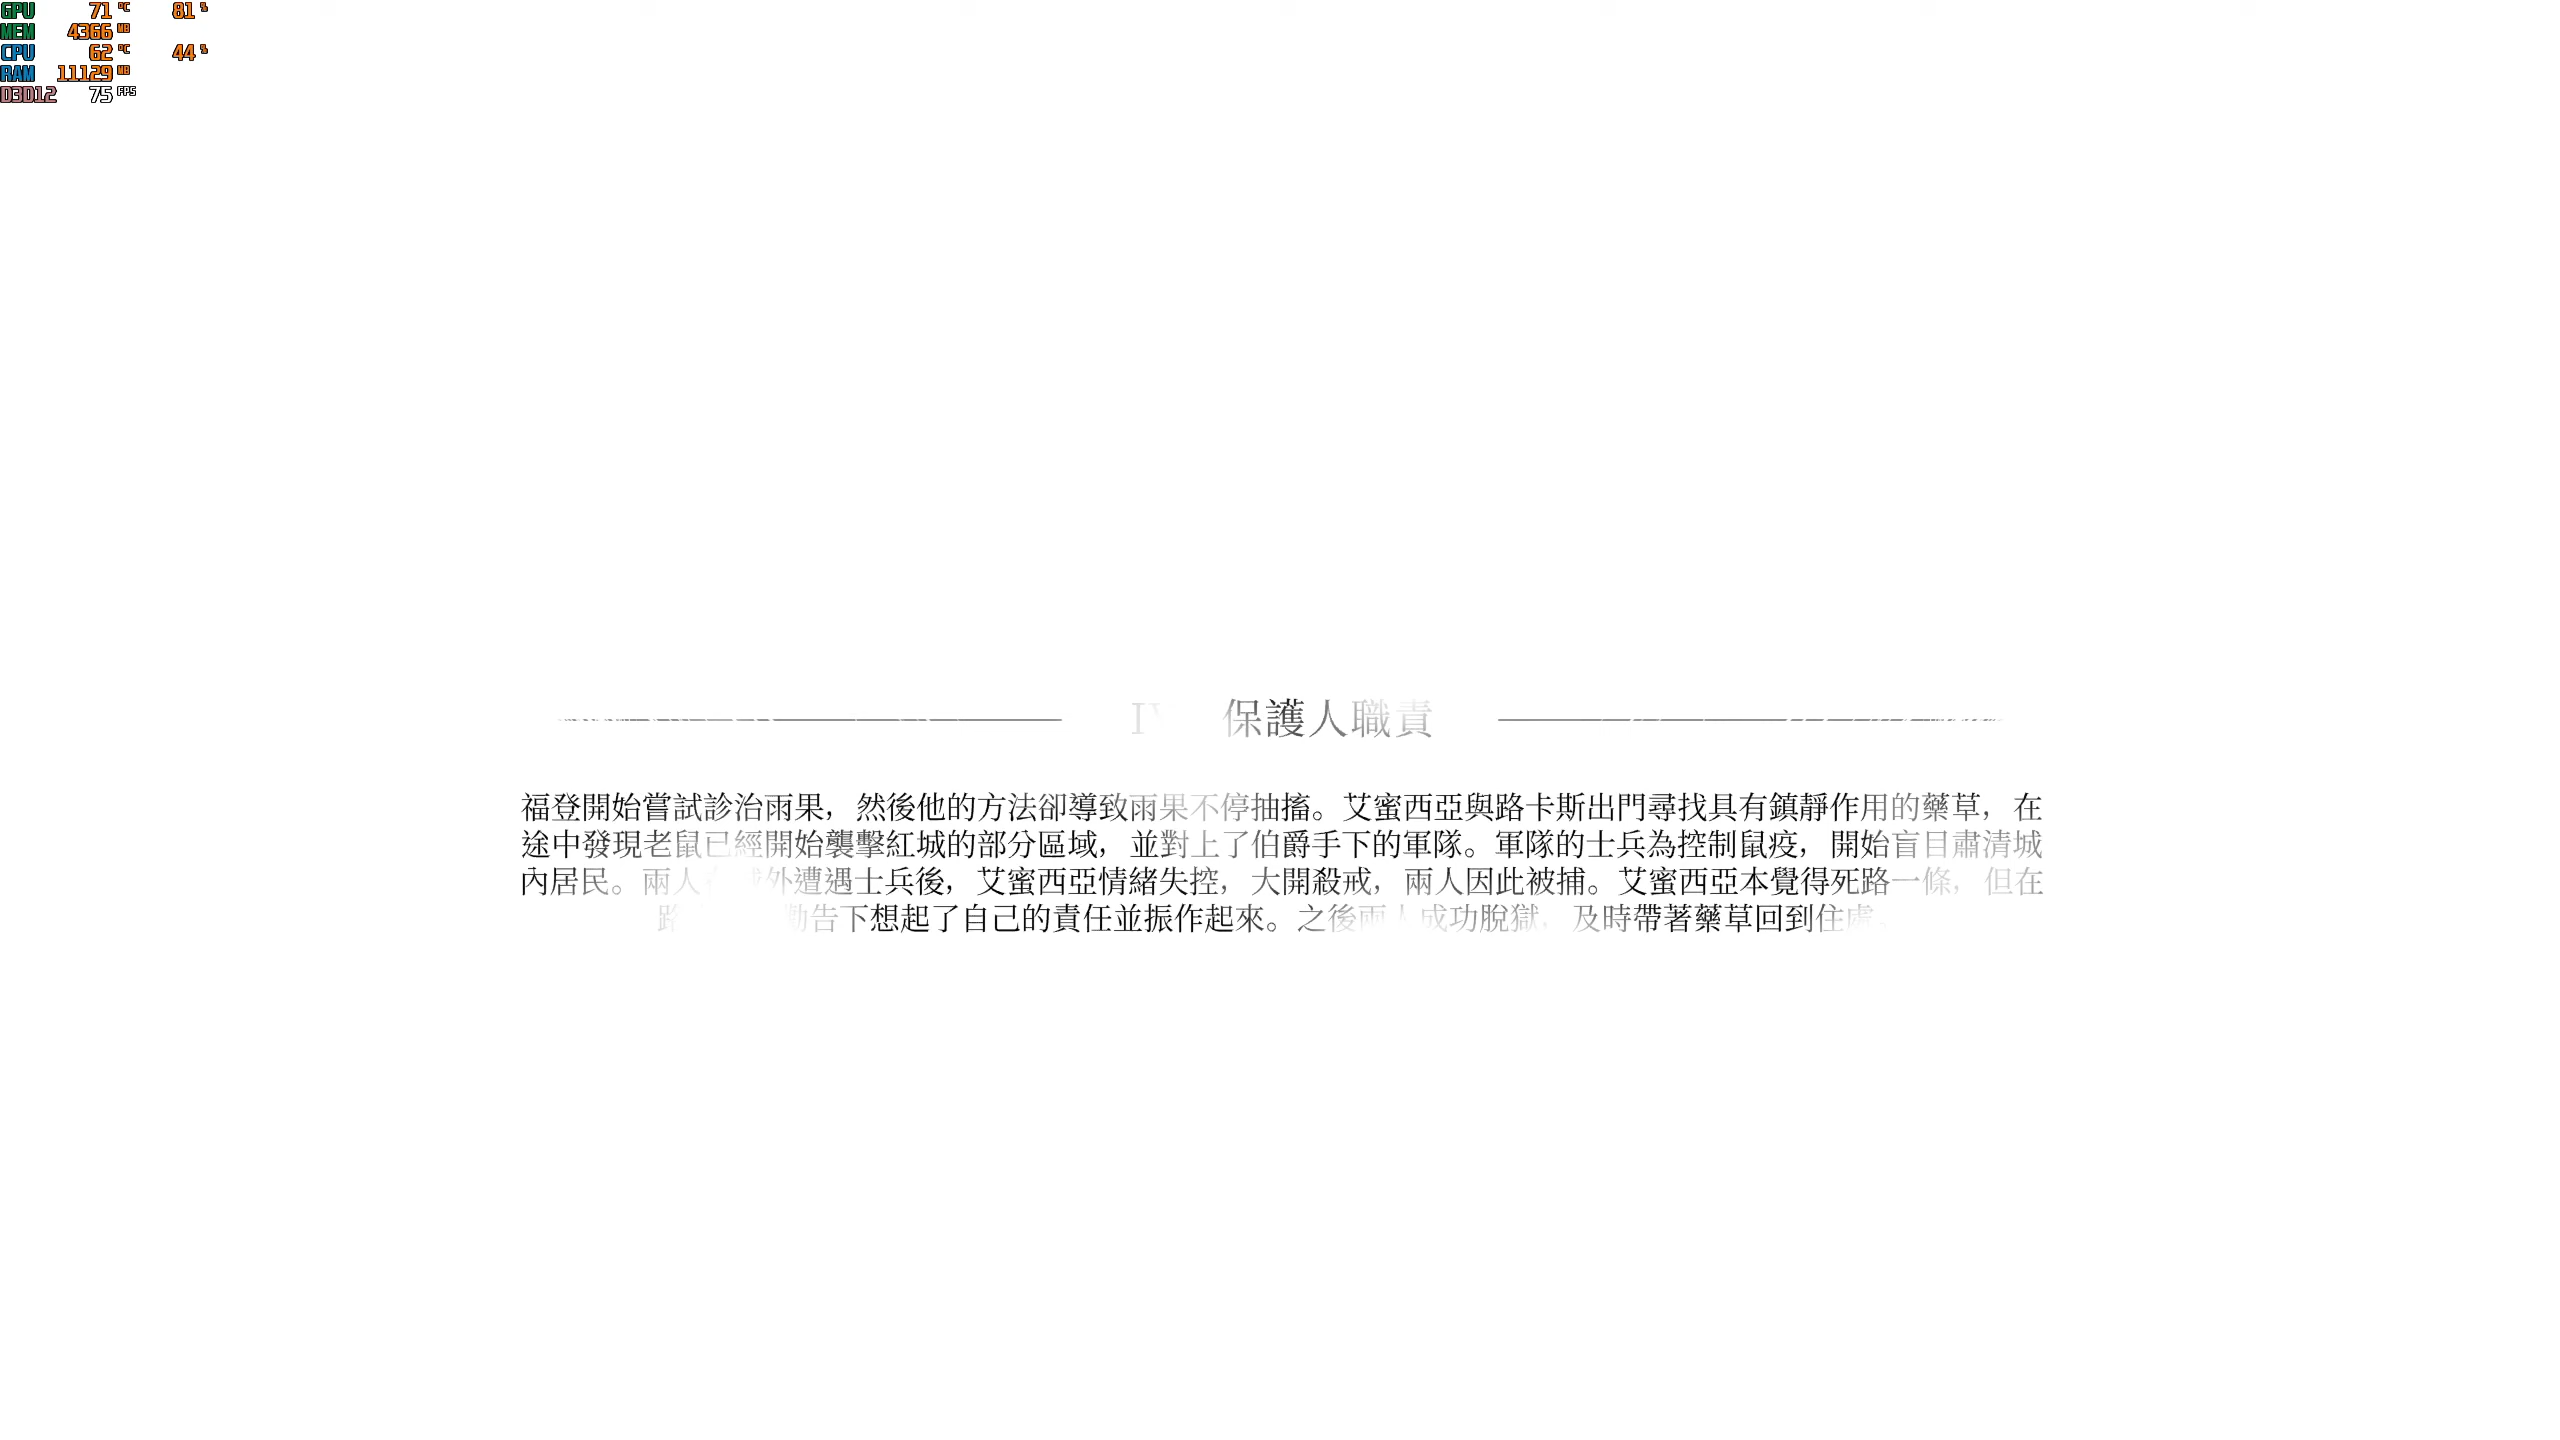 GPU 71 °C 81 %
MEM 4366 MB
CPU 62 °C 44 %
RAM 11129 MB
D3D12 75 FPS
保護人職責
福登開始嘗試診治雨果，然後他的方法卻導致雨果不停抽搐。艾蜜西亞與路卡斯出門尋找具有鎮靜作用的藥草，在
途中發現老鼠已經開始襲擊紅城的部分區域，並對上了伯爵手下的軍隊。軍隊的士兵為控制鼠疫，開始盲目肅清城
內居民。兩人 外遭遇士兵後，艾蜜西亞情緒失控，大開殺戒，兩人因此被捕。艾蜜西亞本覺得死路一條，但在
路 勸告下想起了自己的責任並振作起來。之後兩人成功脫獄，及時帶著藥草回到住處。